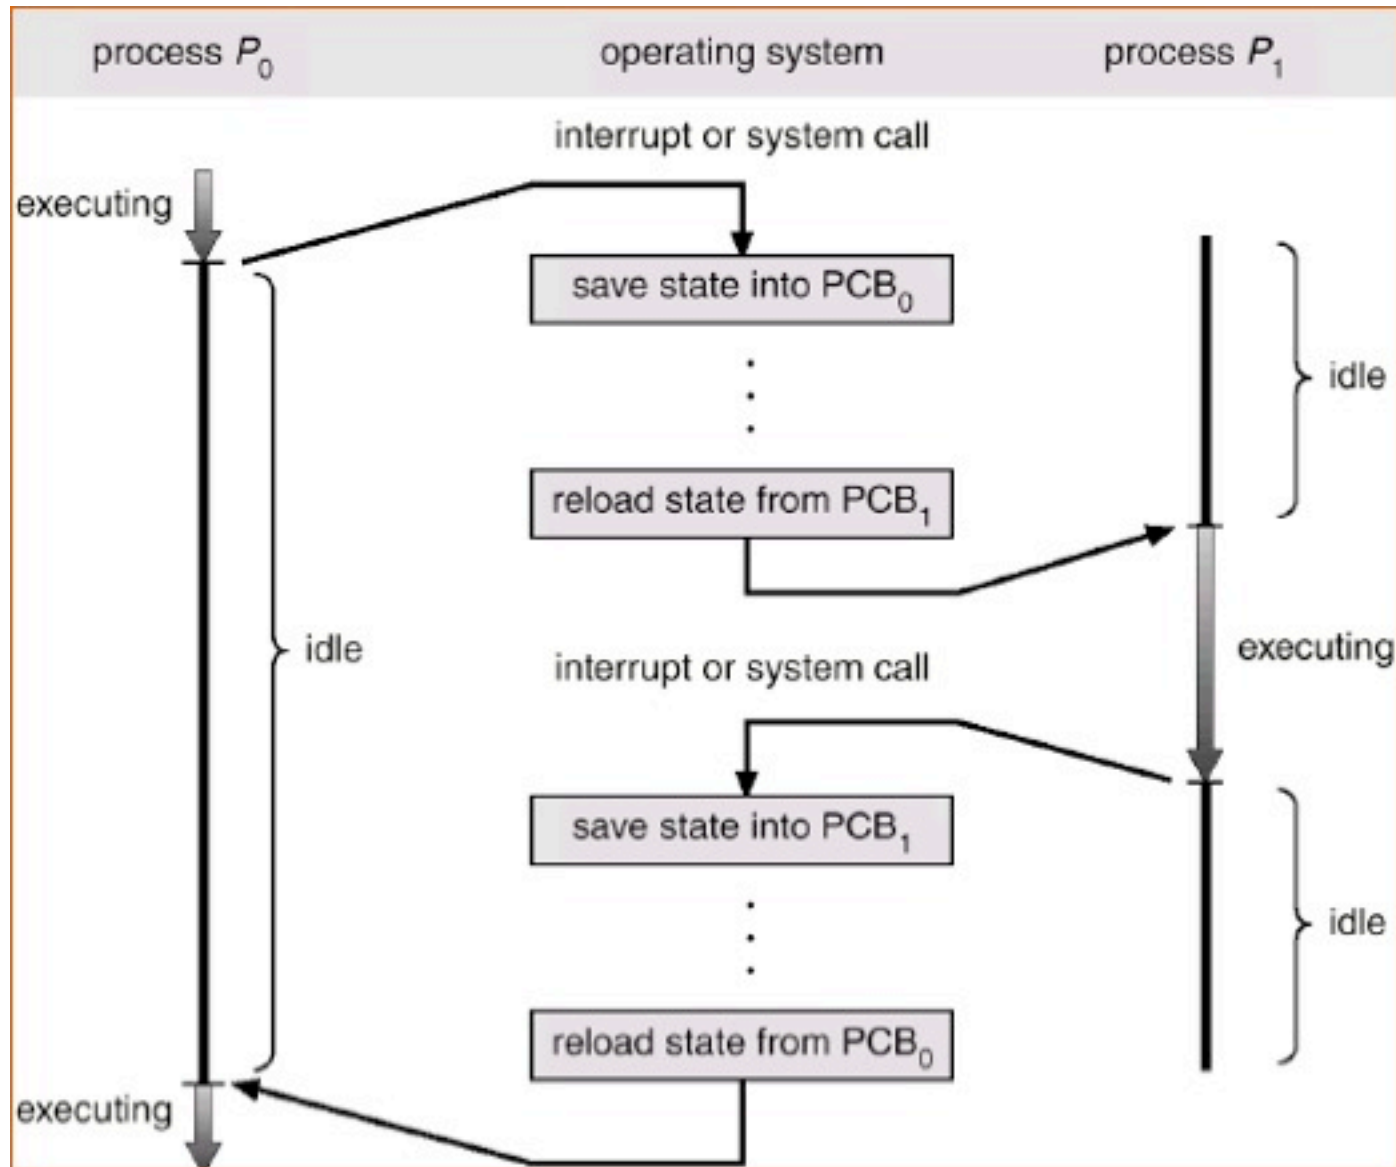 process P0
operating system
process P1
interrupt or system call
executing
save state into PCB0
idle
reload state from PCB1
idle
executing
interrupt or system call
save state into PCB1
idle
reload state from PCB0
executing